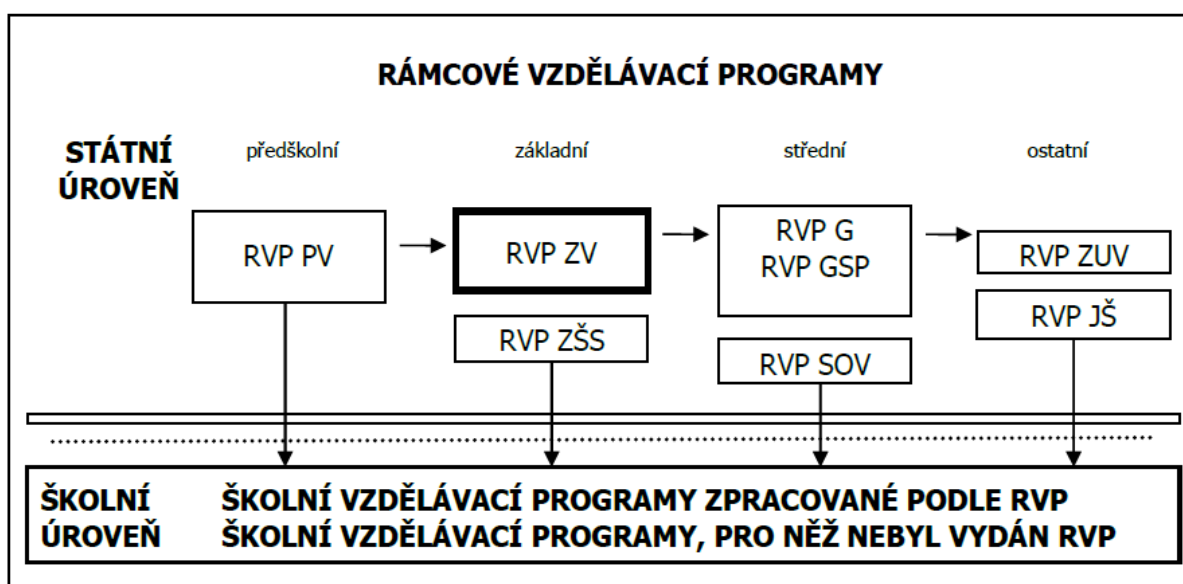 RÁMCOVÉ VZDĚLÁVACÍ PROGRAMY
STÁTNÍ
ÚROVEŇ
předškolní
základní
střední
ostatní
RVP PV
RVP ZV
RVP G
RVP GSP
RVP ZUV
RVP ZŠS
RVP SOV
RVP JŠ
ŠKOLNÍ
ÚROVEŇ
ŠKOLNÍ VZDĚLÁVACÍ PROGRAMY ZPRACOVANÉ PODLE RVP
ŠKOLNÍ VZDĚLÁVACÍ PROGRAMY, PRO NĚŽ NEBYL VYDÁN RVP